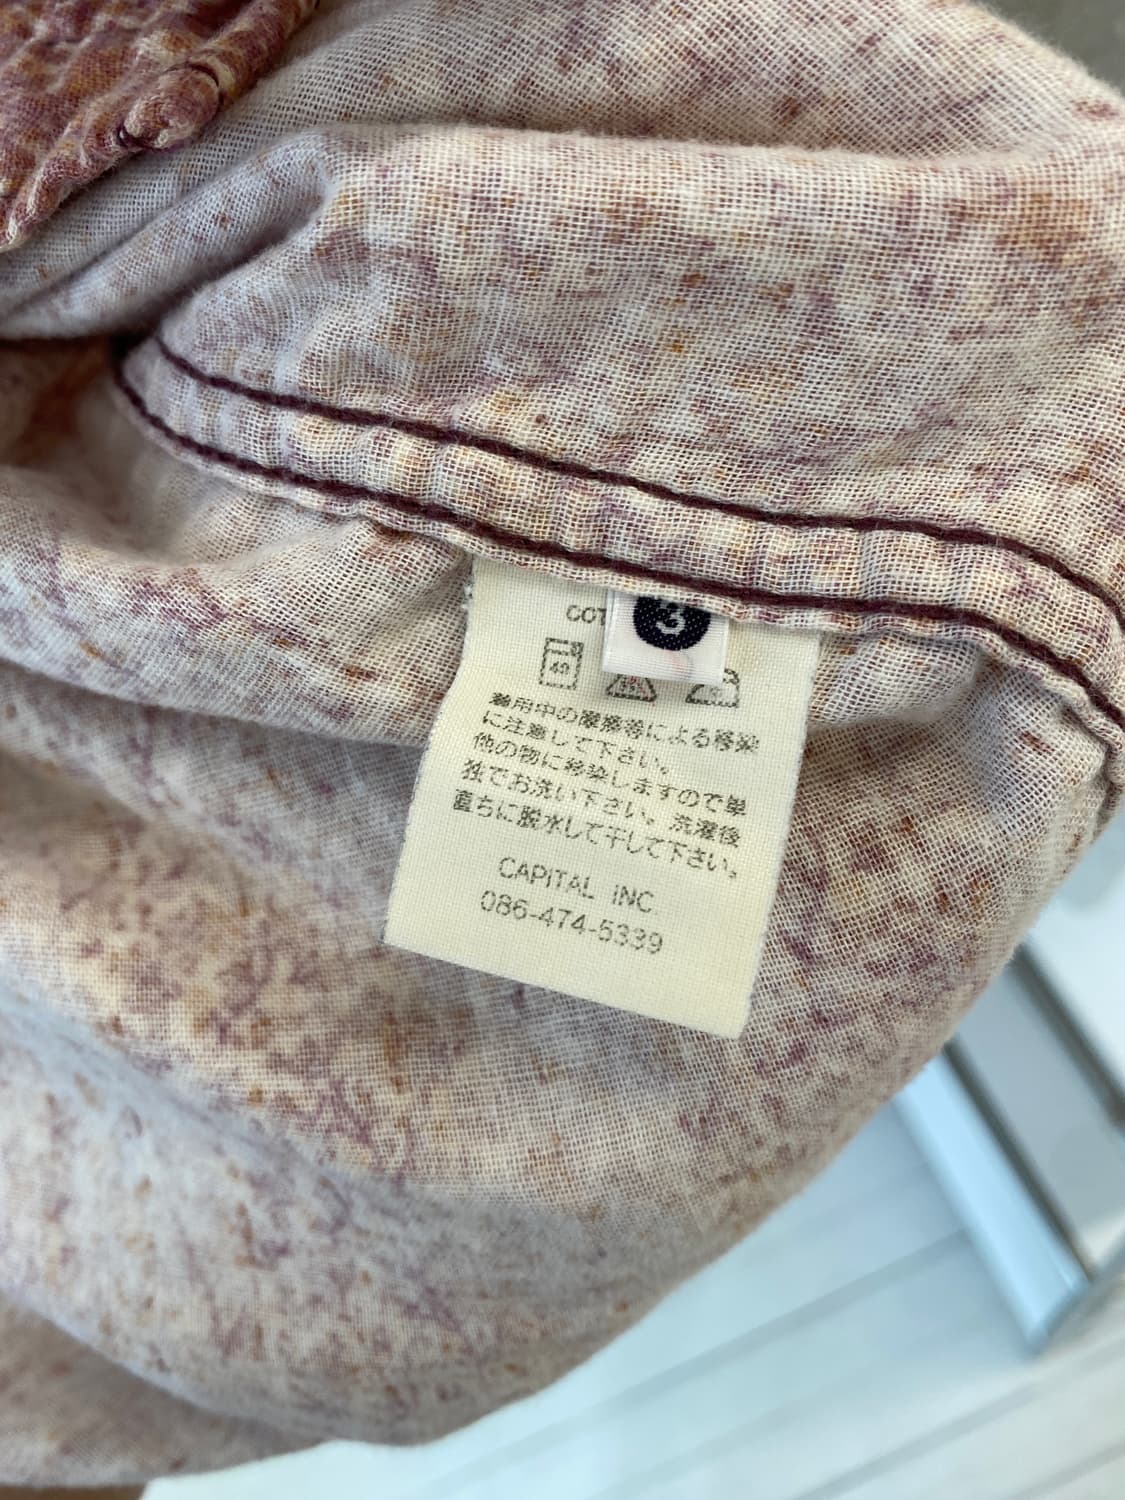 COT
3
40
着用中の摩擦等による移染
に注意して下さい。
他の物に移染しますので単
独でお洗い下さい。洗濯後
直ちに脱水して干して下さい。
CAPITAL INC.
086-474-5339